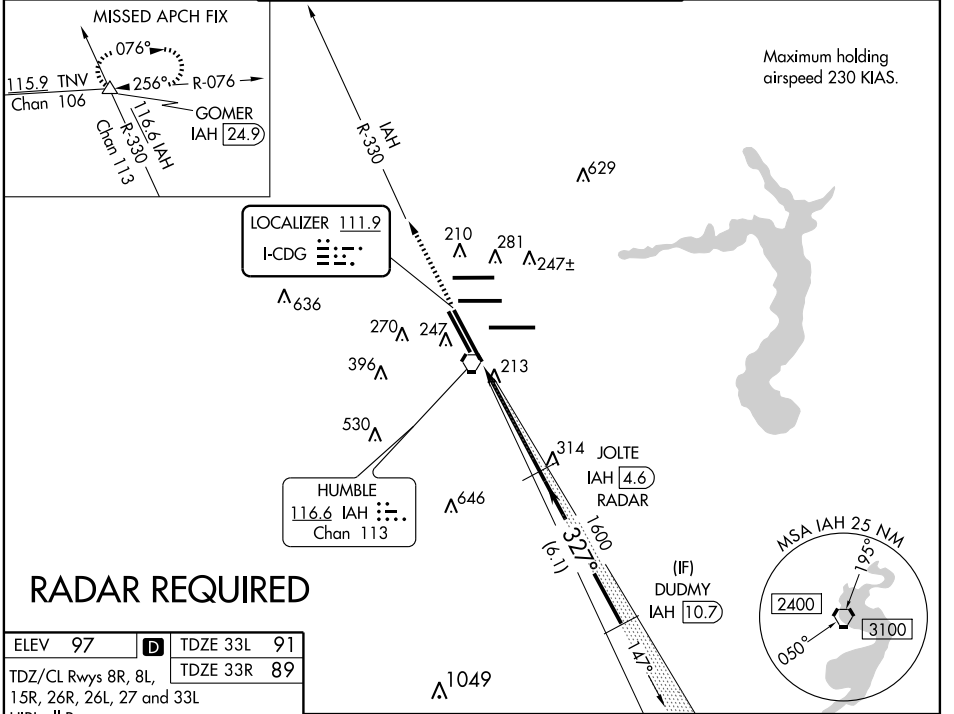 MISSED APCH FIX
076°
256°
R-076
115.9 TNV
Chan 106
GOMER
IAH 24.9
116.6 IAH
R-330
Chan 113
IAH
R-330
Maximum holding
airspeed 230 KIAS.
629
LOCALIZER 111.9
I-CDG
210
281
247±
636
270
247
396
213
530
314
JOLTE
IAH 4.6
RADAR
HUMBLE
116.6 IAH
Chan 113
646
1600
327°
(6.1)
(IF)
DUDMY
IAH 10.7
147°
MSA IAH 25 NM
195°
2400
3100
050°
RADAR REQUIRED
1049
ELEV 97
D
TDZE 33L 91
TDZE 33R 89
TDZ/CL Rwys 8R, 8L,
15R, 26R, 26L, 27 and 33L